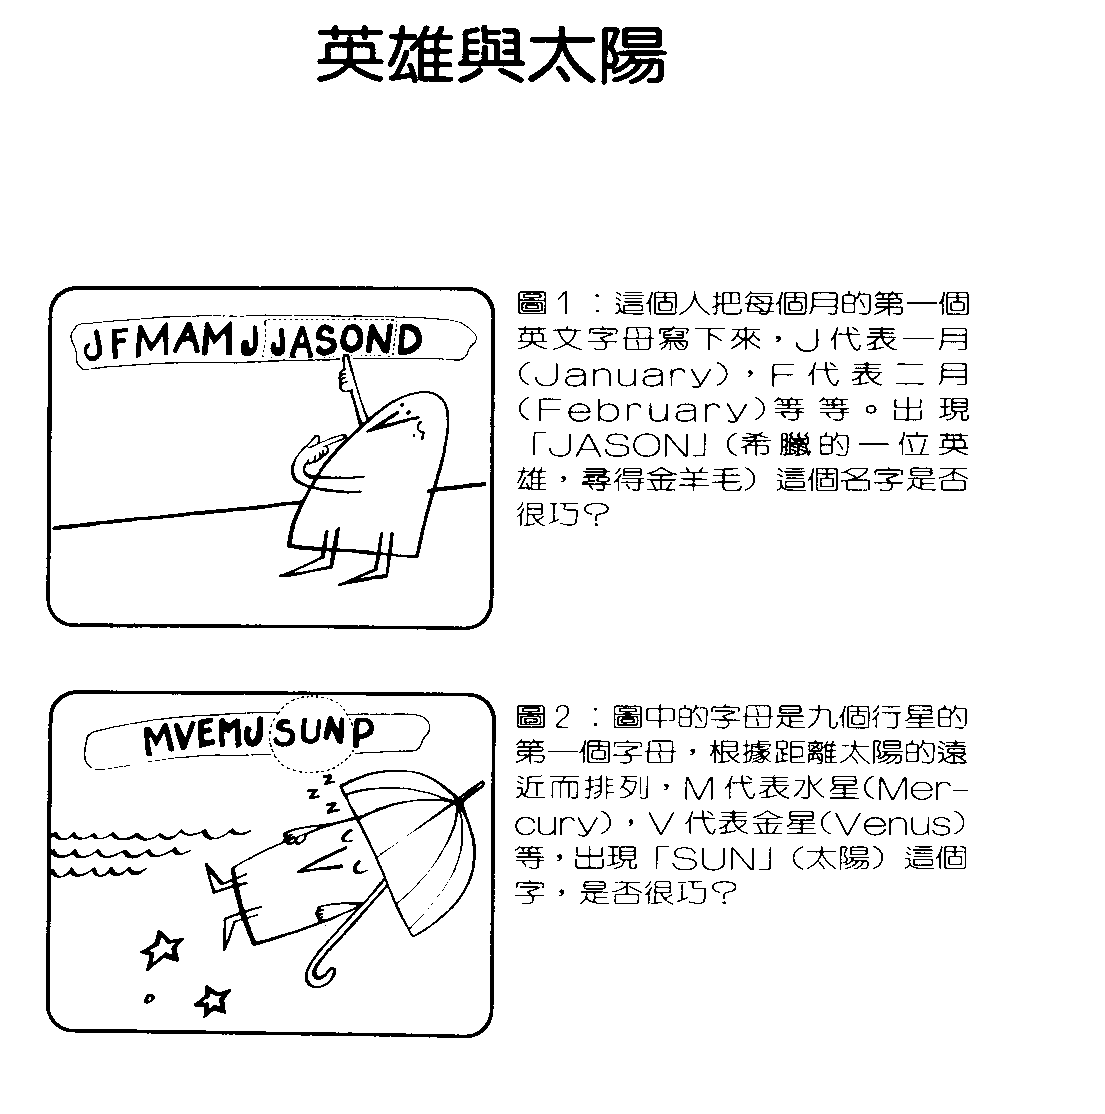 英雄與太陽
JFMAMJJASOND
圖1：這個人把每個月的第一個
英文字母寫下來，J代表一月
(January)，F代表二月
(February)等等。出現
「JASON」(希臘的一位英
雄，尋得金羊毛)這個名字是否
很巧?
MVEMJSUNP
z
z
z
圖2：圖中的字母是九個行星的
第一個字母，根據距離太陽的遠
近而排列，M代表水星(Mer-
cury)，V代表金星(Venus)
等，出現「SUN」(太陽)這個
字，是否很巧?